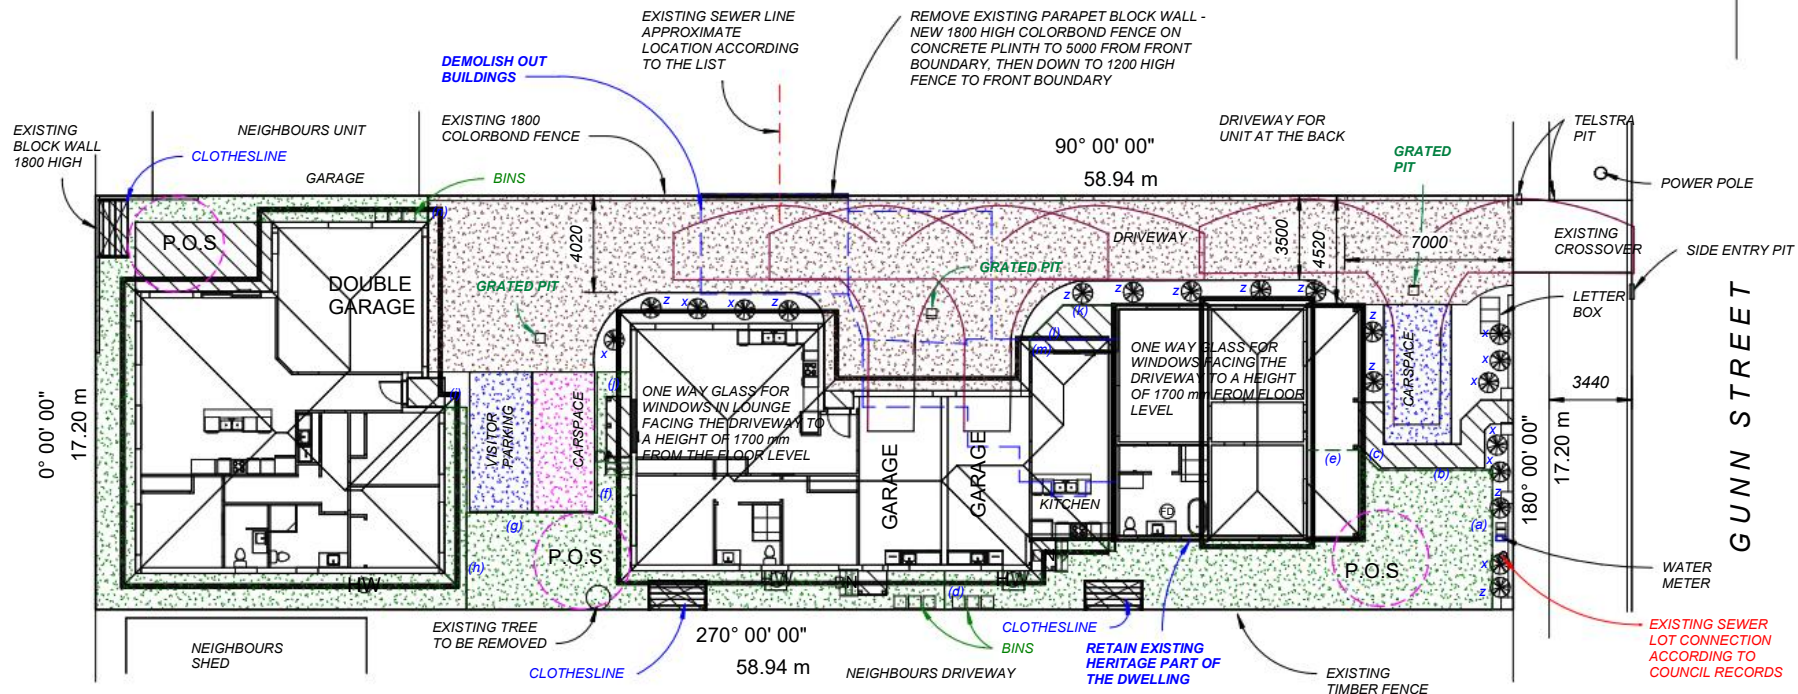 EXISTING SEWER LINE
APPROXIMATE
LOCATION ACCORDING
TO THE LIST
REMOVE EXISTING PARAPET BLOCK WALL -
NEW 1800 HIGH COLORBOND FENCE ON
CONCRETE PLINTH TO 5000 FROM FRONT
BOUNDARY, THEN DOWN TO 1200 HIGH
FENCE TO FRONT BOUNDARY
DEMOLISH OUT
BUILDINGS
EXISTING
BLOCK WALL
1800 HIGH
NEIGHBOURS UNIT
CLOTHESLINE
GARAGE
EXISTING 1800
COLORBOND FENCE
BINS
90° 00' 00"
58.94 m
DRIVEWAY FOR
UNIT AT THE BACK
GRATED
PIT
TELSTRA
PIT
POWER POLE
P.O.S
DOUBLE
GARAGE
4020
DRIVEWAY
3500
4520
7000
EXISTING
CROSSOVER
SIDE ENTRY PIT
GRATED PIT
GRATED PIT
LETTER
BOX
z
x
x
z
z
z
z
z
z
(k)
(l)
(m)
x
(j)
(i)
z
z
x
x
x
ONE WAY GLASS FOR
WINDOWS IN LOUNGE
FACING THE DRIVEWAY TO
A HEIGHT OF 1700 mm
FROM THE FLOOR LEVEL
ONE WAY GLASS FOR
WINDOWS FACING THE
DRIVEWAY TO A HEIGHT
OF 1700 mm FROM FLOOR
LEVEL
CARSPACE
3440
0° 00' 00"
17.20 m
VISITOR
PARKING
CARSPACE
GARAGE
GARAGE
KITCHEN
FD
(e)
(c)
(b)
x
x
z
(a)
x
z
180° 00' 00"
17.20 m
GUNN STREET
(f)
(g)
(h)
P.O.S
HW
HW
(d)
HW
P.O.S
WATER
METER
EXISTING TREE
TO BE REMOVED
NEIGHBOURS
SHED
CLOTHESLINE
270° 00' 00"
58.94 m
NEIGHBOURS DRIVEWAY
BINS
CLOTHESLINE
RETAIN EXISTING
HERITAGE PART OF
THE DWELLING
EXISTING
TIMBER FENCE
EXISTING SEWER
LOT CONNECTION
ACCORDING TO
COUNCIL RECORDS